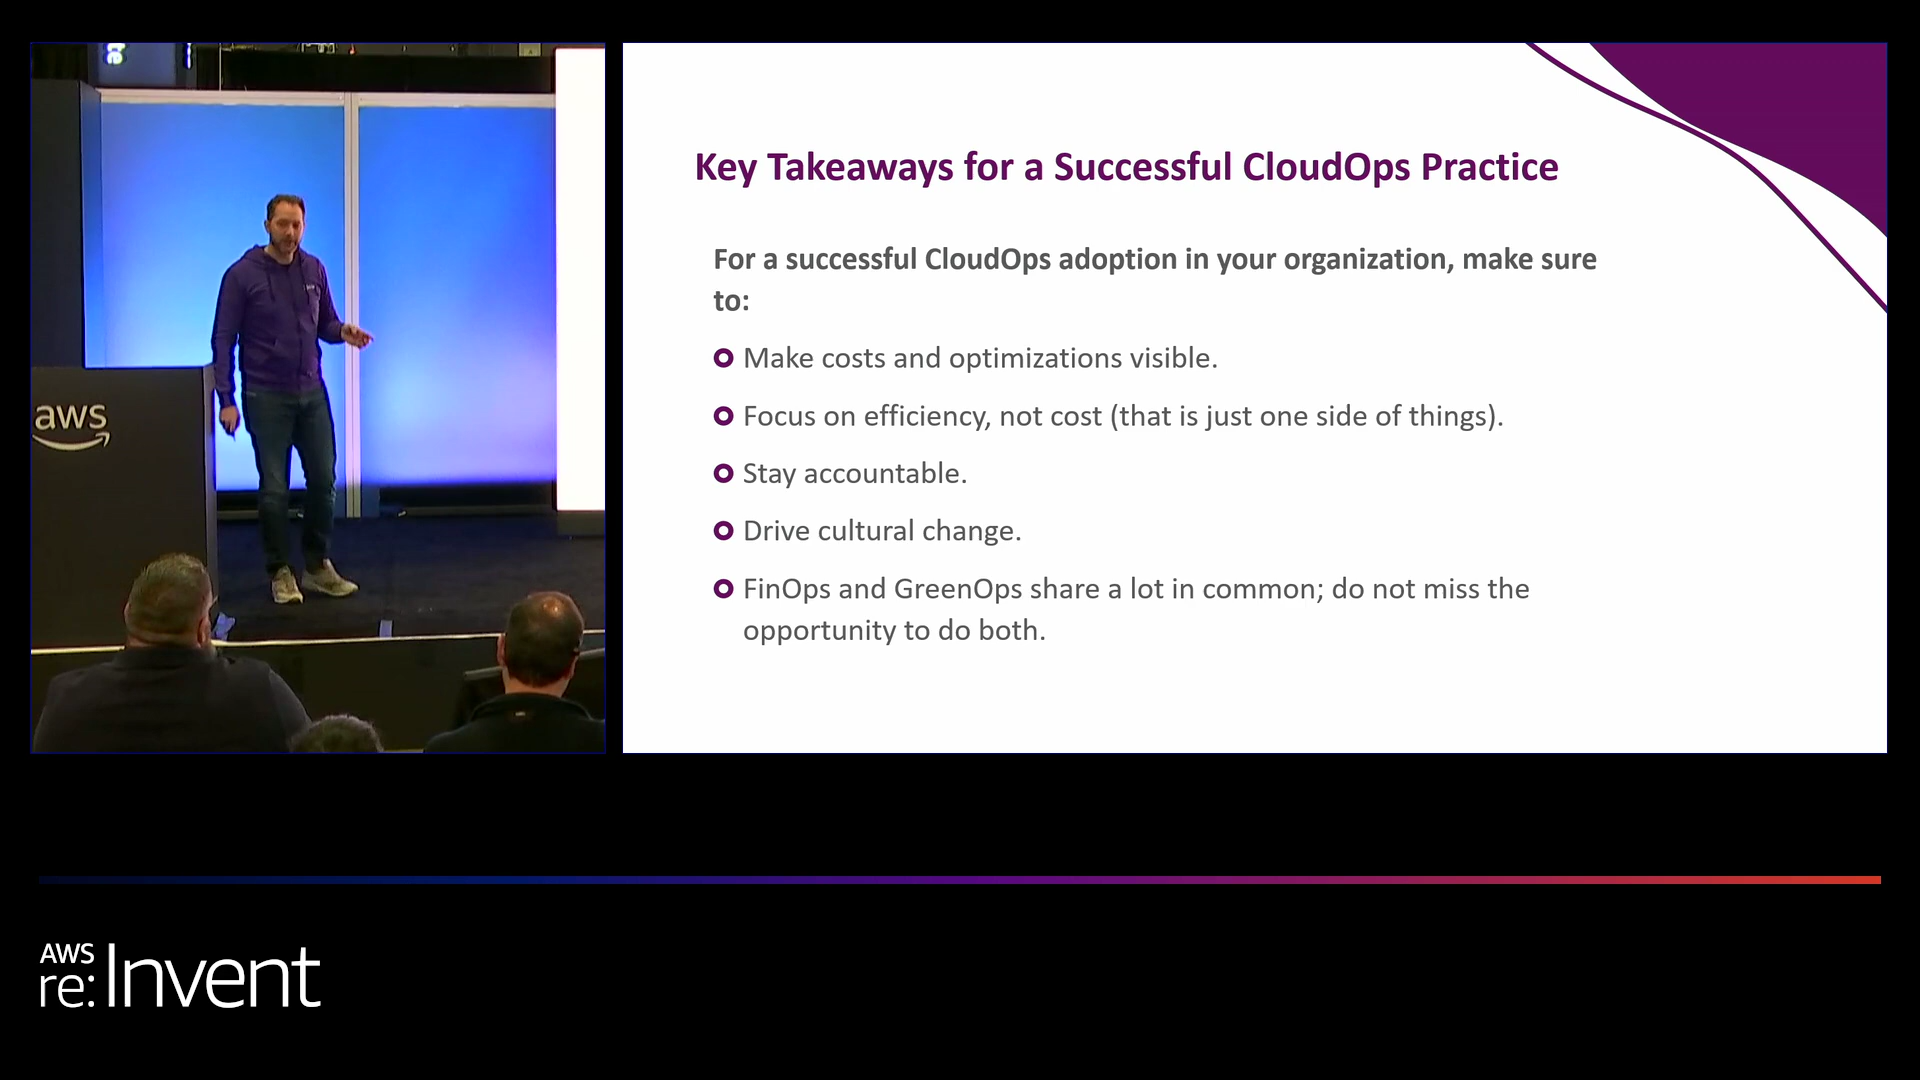 aws
Key Takeaways for a Successful CloudOps Practice
For a successful CloudOps adoption in your organization, make sure
to:
Make costs and optimizations visible.
Focus on efficiency, not cost (that is just one side of things).
Stay accountable.
Drive cultural change.
FinOps and GreenOps share a lot in common; do not miss the
opportunity to do both.
AWS
re:Invent